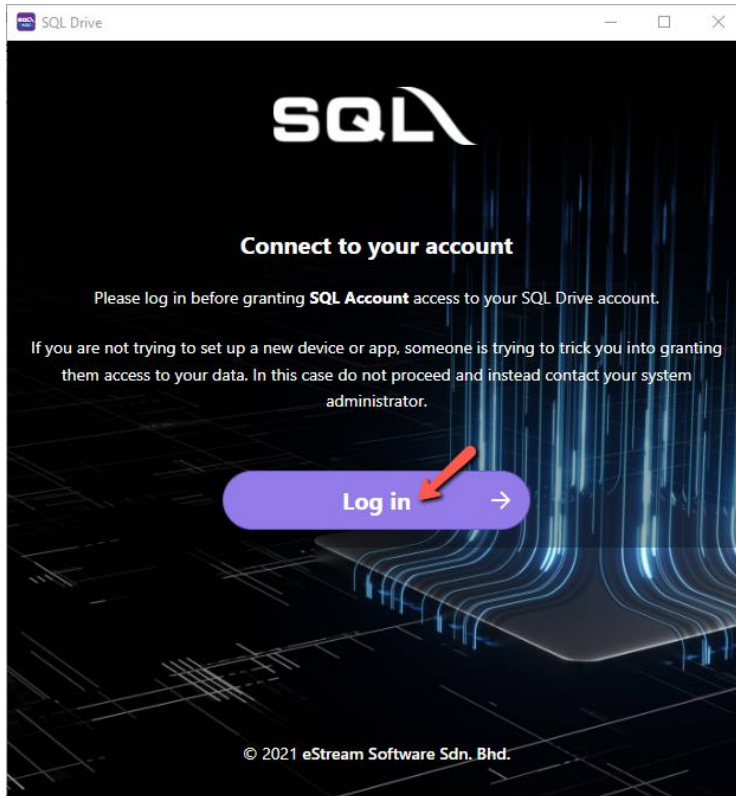 SQL Drive
SQL
Connect to your account
Please log in before granting SQL Account access to your SQL Drive account.
If you are not trying to set up a new device or app, someone is trying to trick you into granting
them access to your data. In this case do not proceed and instead contact your system
administrator.
Log in
© 2021 eStream Software Sdn. Bhd.